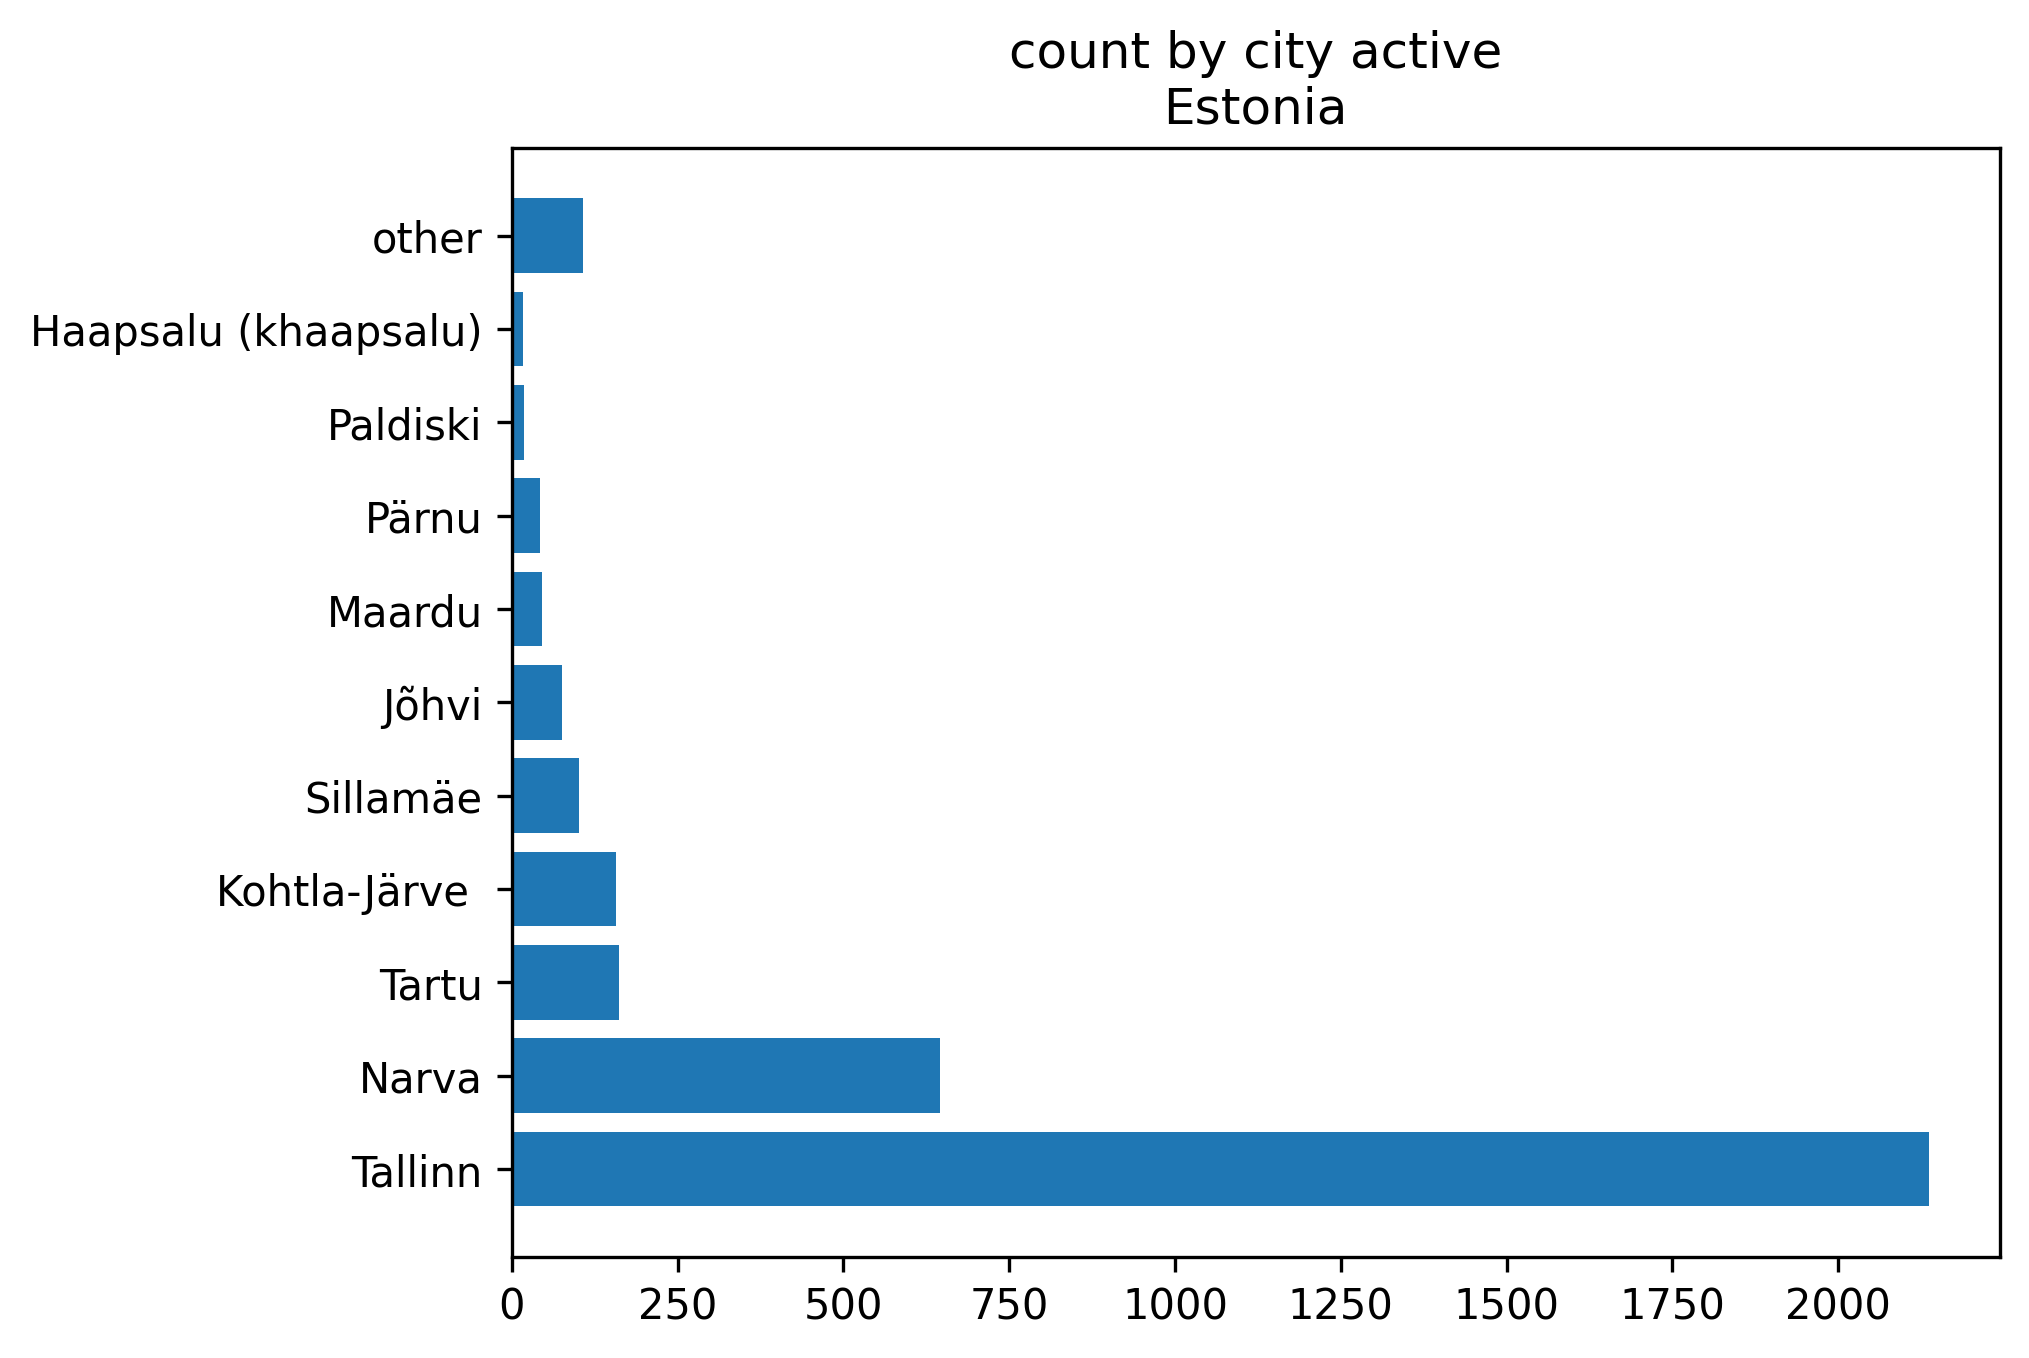 count by city active
Estonia
other
Haapsalu (khaapsalu)
Paldiski
Pärnu
Maardu
Jõhvi
Sillamäe
Kohtla-Järve
Tartu
Narva
Tallinn
0 250 500 750 1000 1250 1500 1750 2000